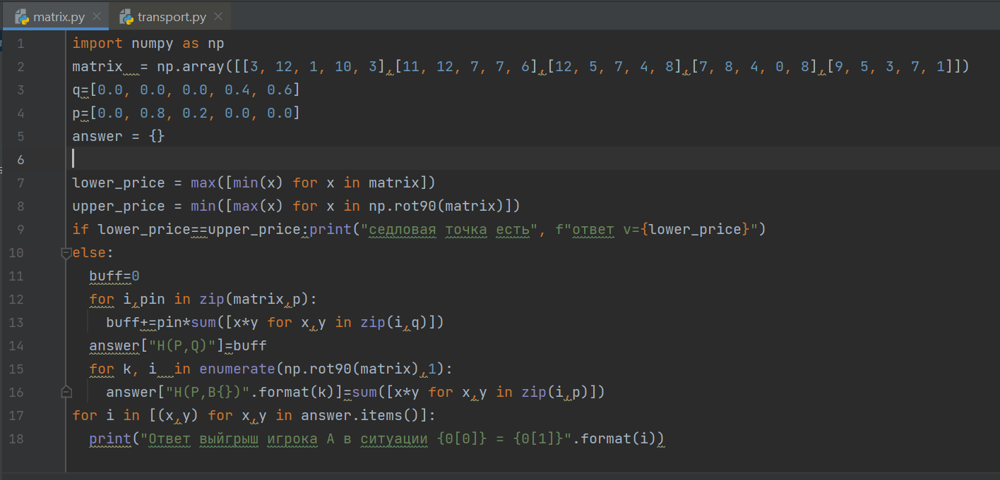 matrix.py transport.py
1 import numpy as np
2 matrix  = np.array([[3, 12, 1, 10, 3],[11, 12, 7, 7, 6],[12, 5, 7, 4, 8],[7, 8, 4, 0, 8],[9, 5, 3, 7, 1]])
3 q=[0.0, 0.0, 0.0, 0.4, 0.6]
4 p=[0.0, 0.8, 0.2, 0.0, 0.0]
5 answer = {}
6
7 lower_price = max([min(x) for x in matrix])
8 upper_price = min([max(x) for x in np.rot90(matrix)])
9 if lower_price==upper_price:print("седловая точка есть", f"ответ v={lower_price}")
10 else:
11   buff=0
12   for i,pin in zip(matrix,p):
13     buff+=pin*sum([x*y for x,y in zip(i,q)])
14   answer["H(P,Q)"]=buff
15   for k, i  in enumerate(np.rot90(matrix),1):
16     answer["H(P,B{})".format(k)]=sum([x*y for x,y in zip(i,p)])
17 for i in [(x,y) for x,y in answer.items()]:
18   print("Ответ выйгрыш игрока A в ситуации {0[0]} = {0[1]}".format(i))